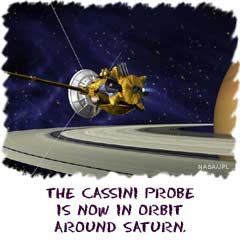 NASA/JPL
THE CASSINI PROBE
IS NOW IN ORBIT
AROUND SATURN.